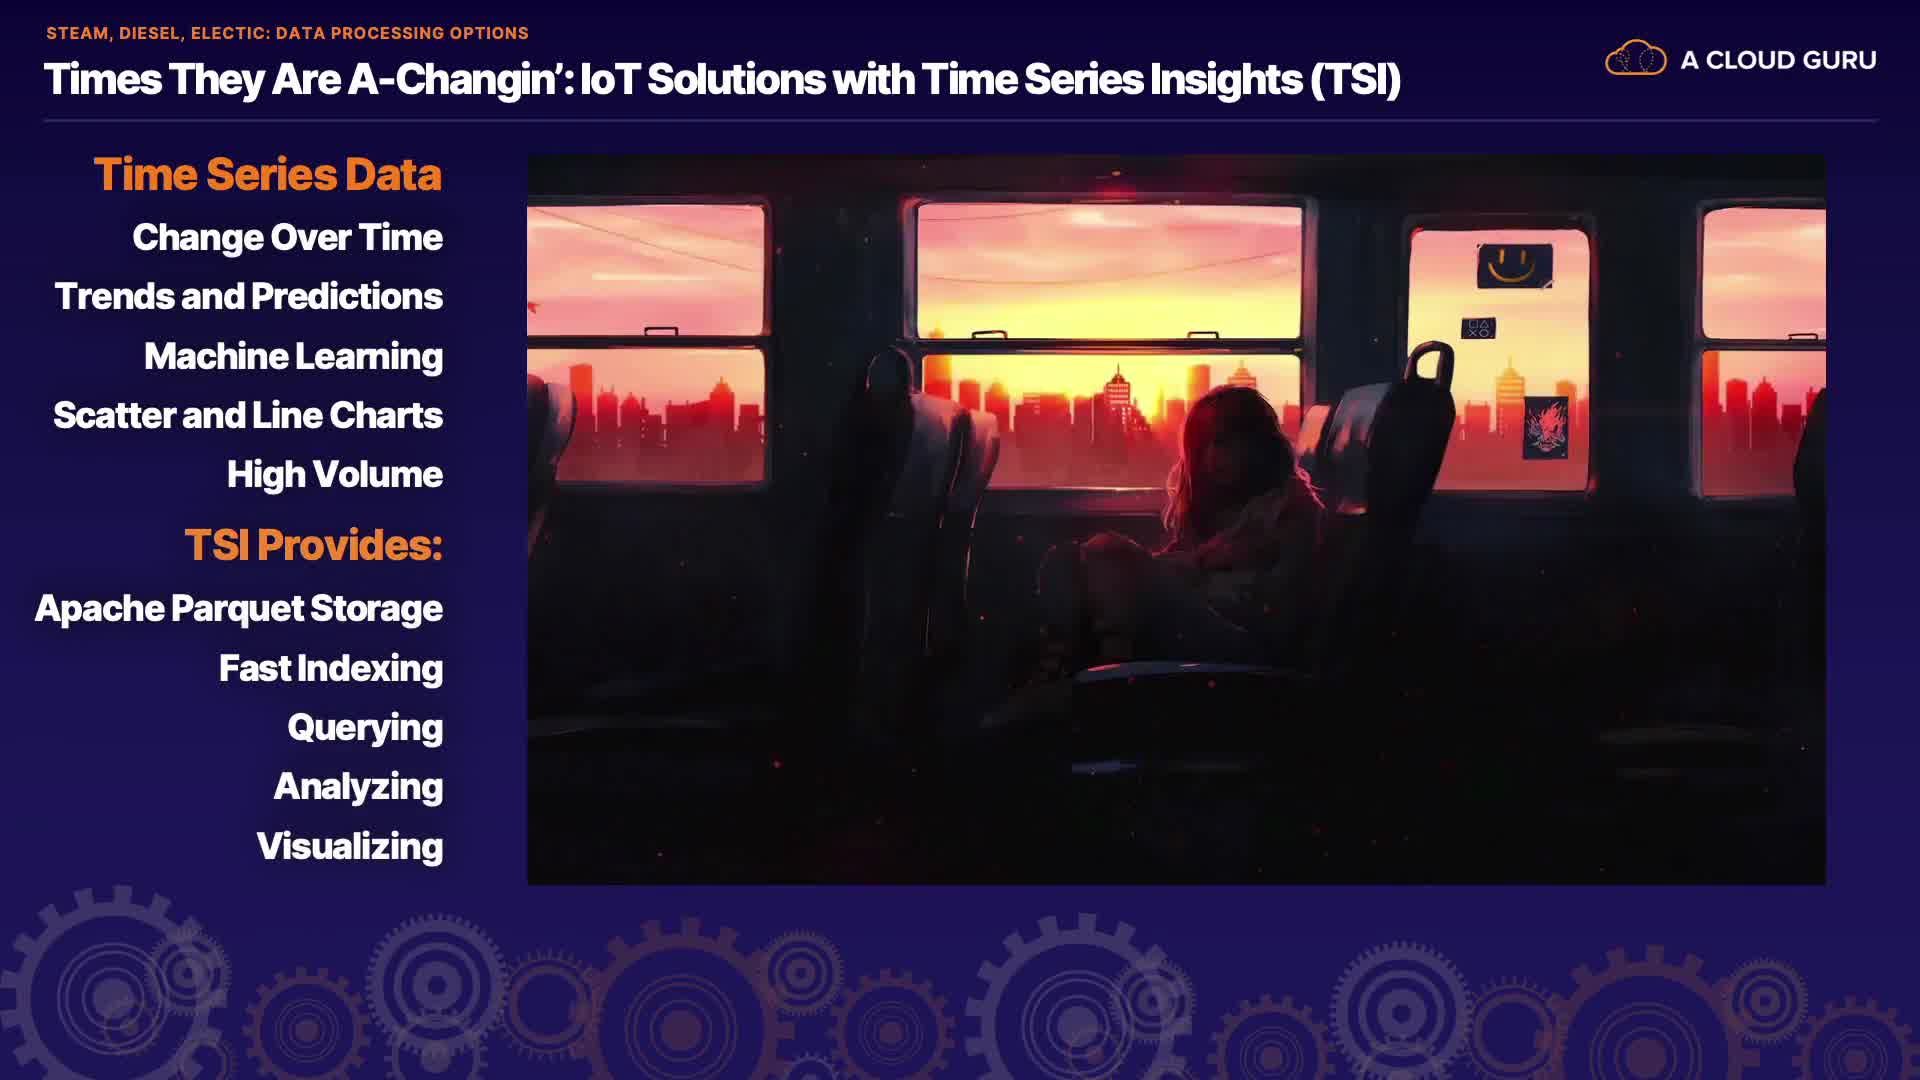 STEAM, DIESEL, ELECTIC: DATA PROCESSING OPTIONS
Times They Are A-Changin’: IoT Solutions with Time Series Insights (TSI)
A CLOUD GURU
Time Series Data
Change Over Time
Trends and Predictions
Machine Learning
Scatter and Line Charts
High Volume
TSI Provides:
Apache Parquet Storage
Fast Indexing
Querying
Analyzing
Visualizing